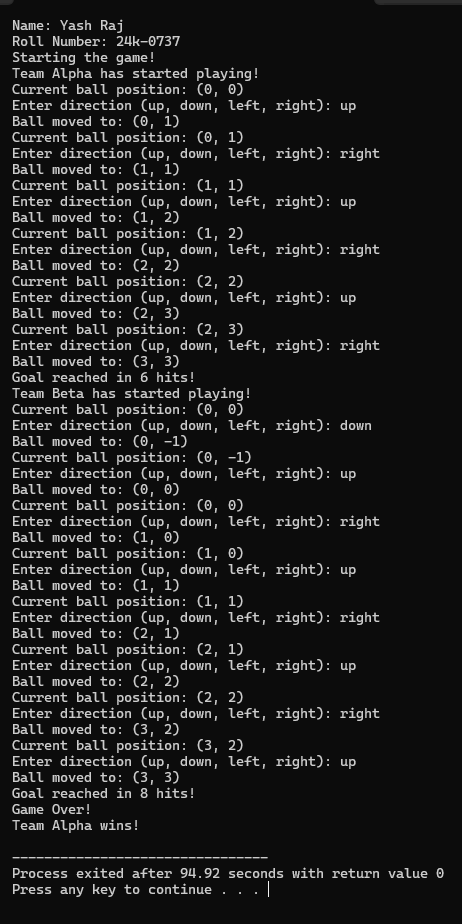 Name: Yash Raj
Roll Number: 24k-0737
Starting the game!
Team Alpha has started playing!
Current ball position: (0, 0)
Enter direction (up, down, left, right): up
Ball moved to: (0, 1)
Current ball position: (0, 1)
Enter direction (up, down, left, right): right
Ball moved to: (1, 1)
Current ball position: (1, 1)
Enter direction (up, down, left, right): up
Ball moved to: (1, 2)
Current ball position: (1, 2)
Enter direction (up, down, left, right): right
Ball moved to: (2, 2)
Current ball position: (2, 2)
Enter direction (up, down, left, right): up
Ball moved to: (2, 3)
Current ball position: (2, 3)
Enter direction (up, down, left, right): right
Ball moved to: (3, 3)
Goal reached in 6 hits!
Team Beta has started playing!
Current ball position: (0, 0)
Enter direction (up, down, left, right): down
Ball moved to: (0, -1)
Current ball position: (0, -1)
Enter direction (up, down, left, right): up
Ball moved to: (0, 0)
Current ball position: (0, 0)
Enter direction (up, down, left, right): right
Ball moved to: (1, 0)
Current ball position: (1, 0)
Enter direction (up, down, left, right): up
Ball moved to: (1, 1)
Current ball position: (1, 1)
Enter direction (up, down, left, right): right
Ball moved to: (2, 1)
Current ball position: (2, 1)
Enter direction (up, down, left, right): up
Ball moved to: (2, 2)
Current ball position: (2, 2)
Enter direction (up, down, left, right): right
Ball moved to: (3, 2)
Current ball position: (3, 2)
Enter direction (up, down, left, right): up
Ball moved to: (3, 3)
Goal reached in 8 hits!
Game Over!
Team Alpha wins!
--------------------------------
Process exited after 94.92 seconds with return value 0
Press any key to continue . . .